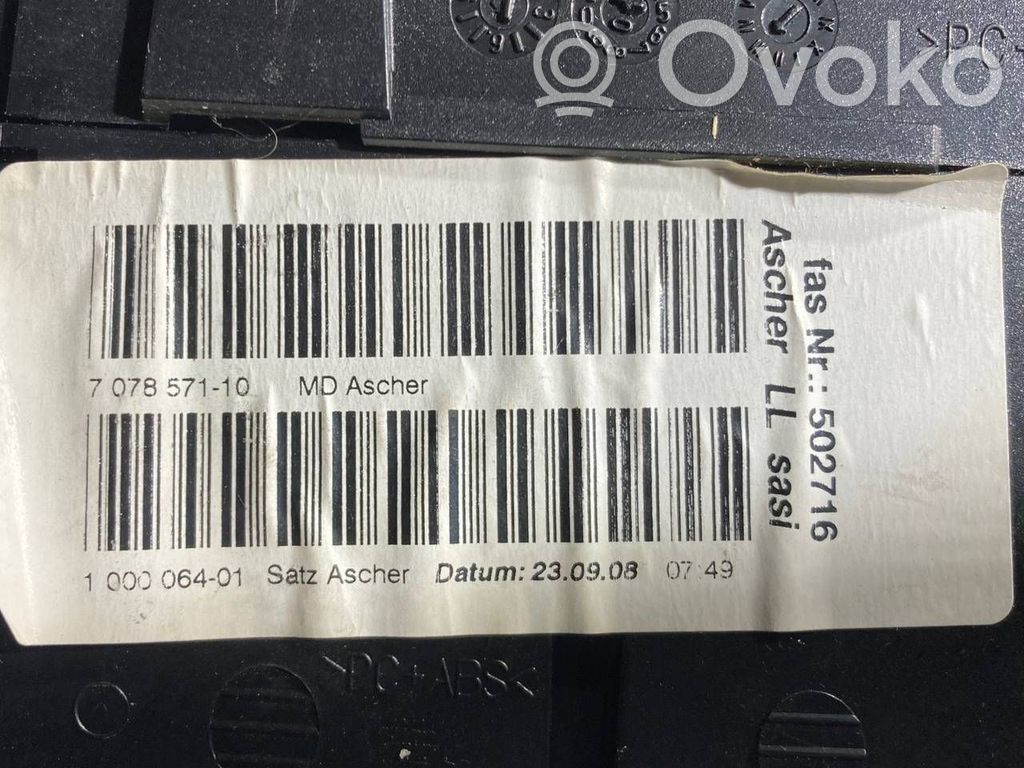 Ovoko
>PC+
7 078 571-10 MD Ascher
1 000 064-01 Satz Ascher Datum: 23.09.08 07:49
fas Nr.: 502716
Ascher LL sasi
>PC+ABS<